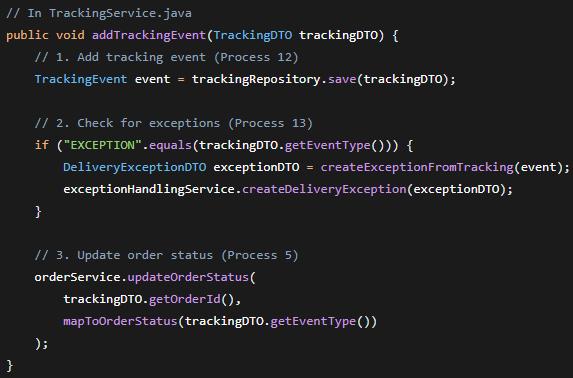 // In TrackingService.java
public void addTrackingEvent(TrackingDTO trackingDTO) {
    // 1. Add tracking event (Process 12)
    TrackingEvent event = trackingRepository.save(trackingDTO);

    // 2. Check for exceptions (Process 13)
    if ("EXCEPTION".equals(trackingDTO.getEventType())) {
        DeliveryExceptionDTO exceptionDTO = createExceptionFromTracking(event);
        exceptionHandlingService.createDeliveryException(exceptionDTO);
    }

    // 3. Update order status (Process 5)
    orderService.updateOrderStatus(
        trackingDTO.getOrderId(),
        mapToOrderStatus(trackingDTO.getEventType())
    );
}